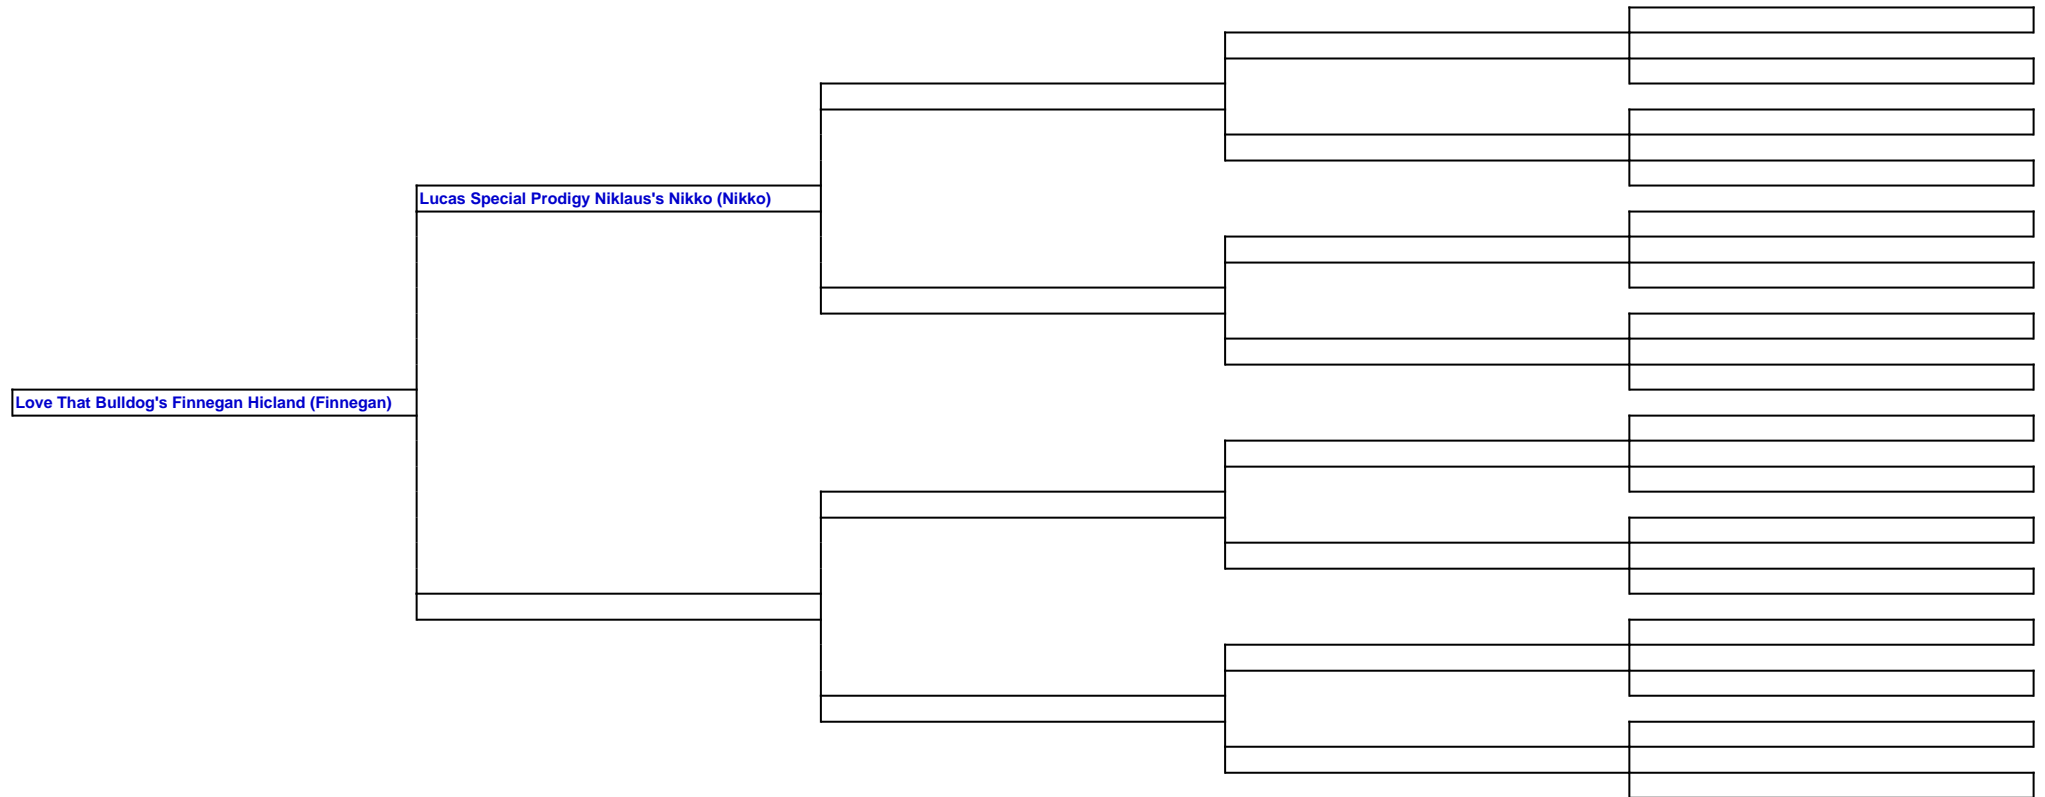 Lucas Special Prodigy Niklaus's Nikko (Nikko)
Love That Bulldog's Finnegan Hicland (Finnegan)